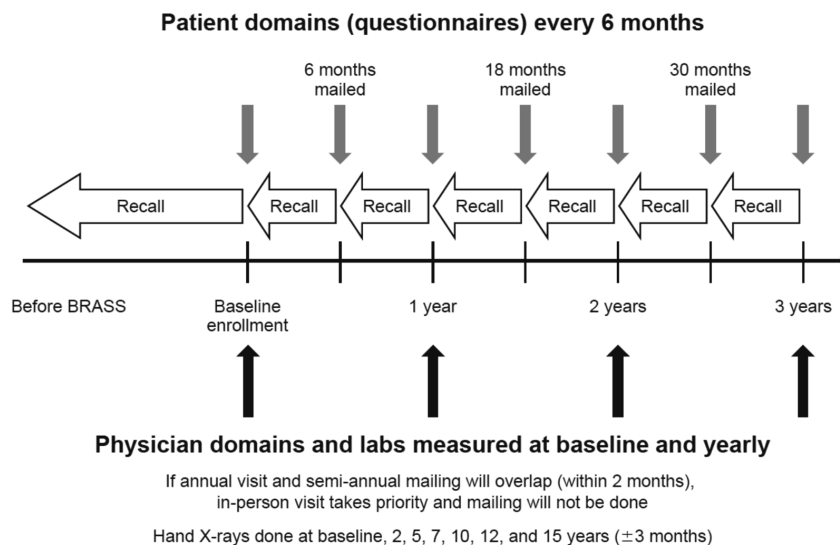 Patient domains (questionnaires) every 6 months
6 months
mailed
18 months
mailed
30 months
mailed
Recall
Recall
Recall
Recall
Recall
Recall
Recall
Before BRASS
Baseline
enrollment
1 year
2 years
3 years
Physician domains and labs measured at baseline and yearly
If annual visit and semi-annual mailing will overlap (within 2 months),
in-person visit takes priority and mailing will not be done
Hand X-rays done at baseline, 2, 5, 7, 10, 12, and 15 years (±3 months)